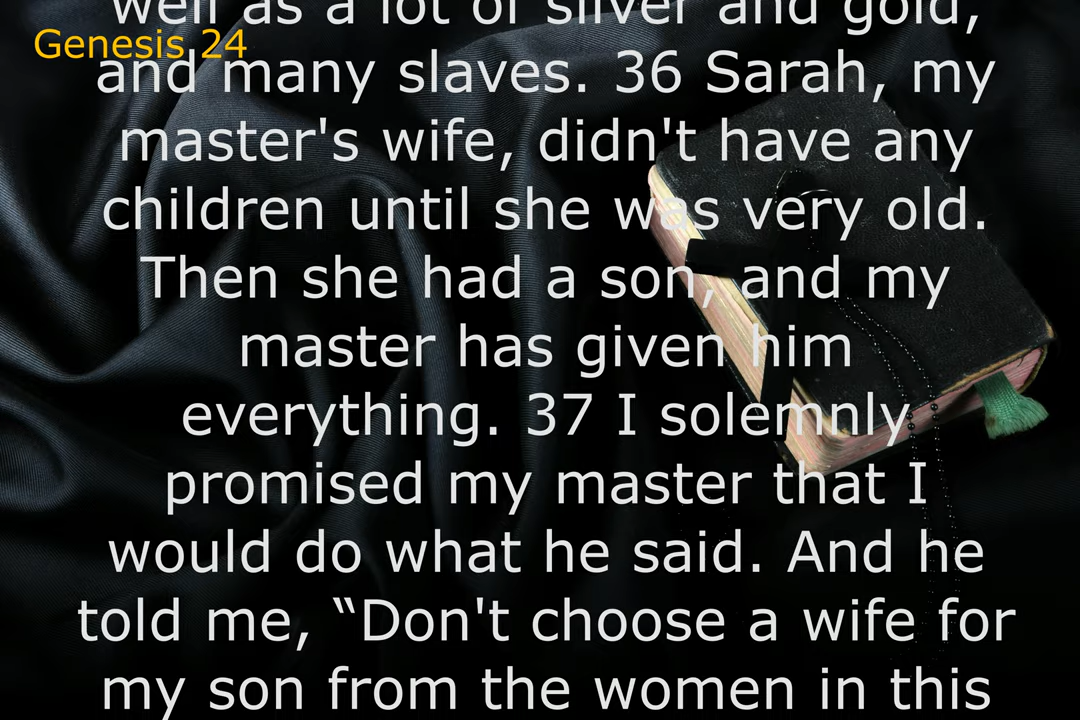 well as a lot of silver and gold,
Genesis 24
and many slaves. 36 Sarah, my
master's wife, didn't have any
children until she was very old.
Then she had a son, and my
master has given him
everything. 37 I solemnly
promised my master that I
would do what he said. And he
told me, “Don't choose a wife for
my son from the women in this